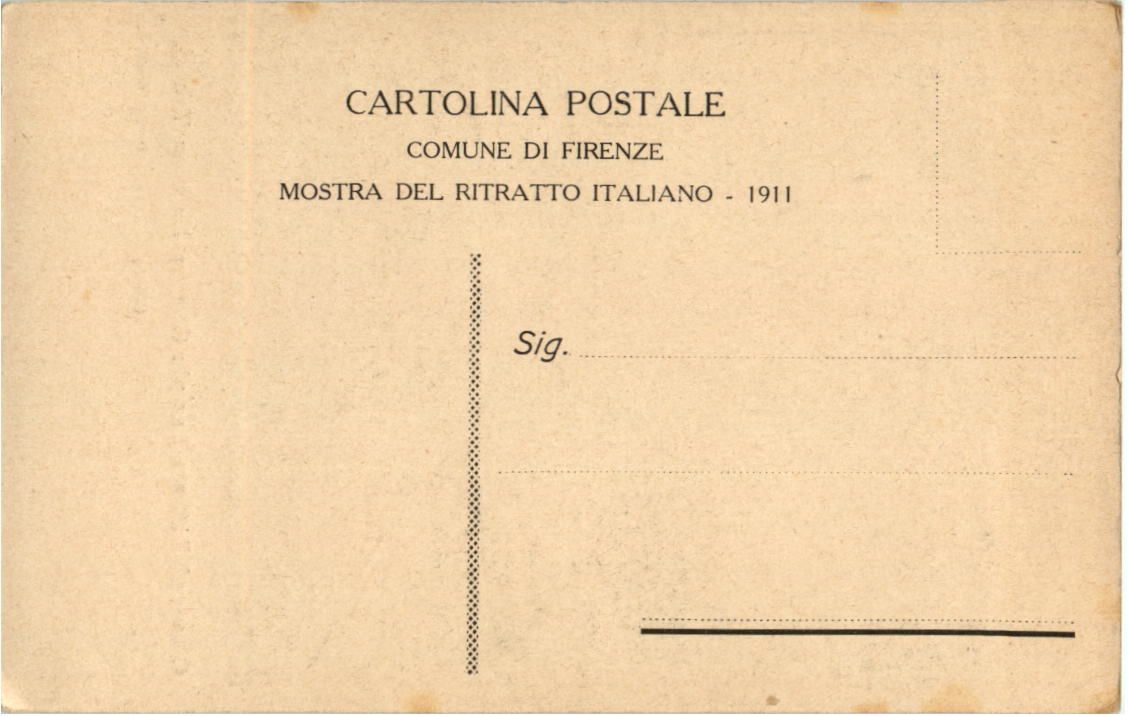 CARTOLINA POSTALE
COMUNE DI FIRENZE
MOSTRA DEL RITRATTO ITALIANO - 1911
Sig.